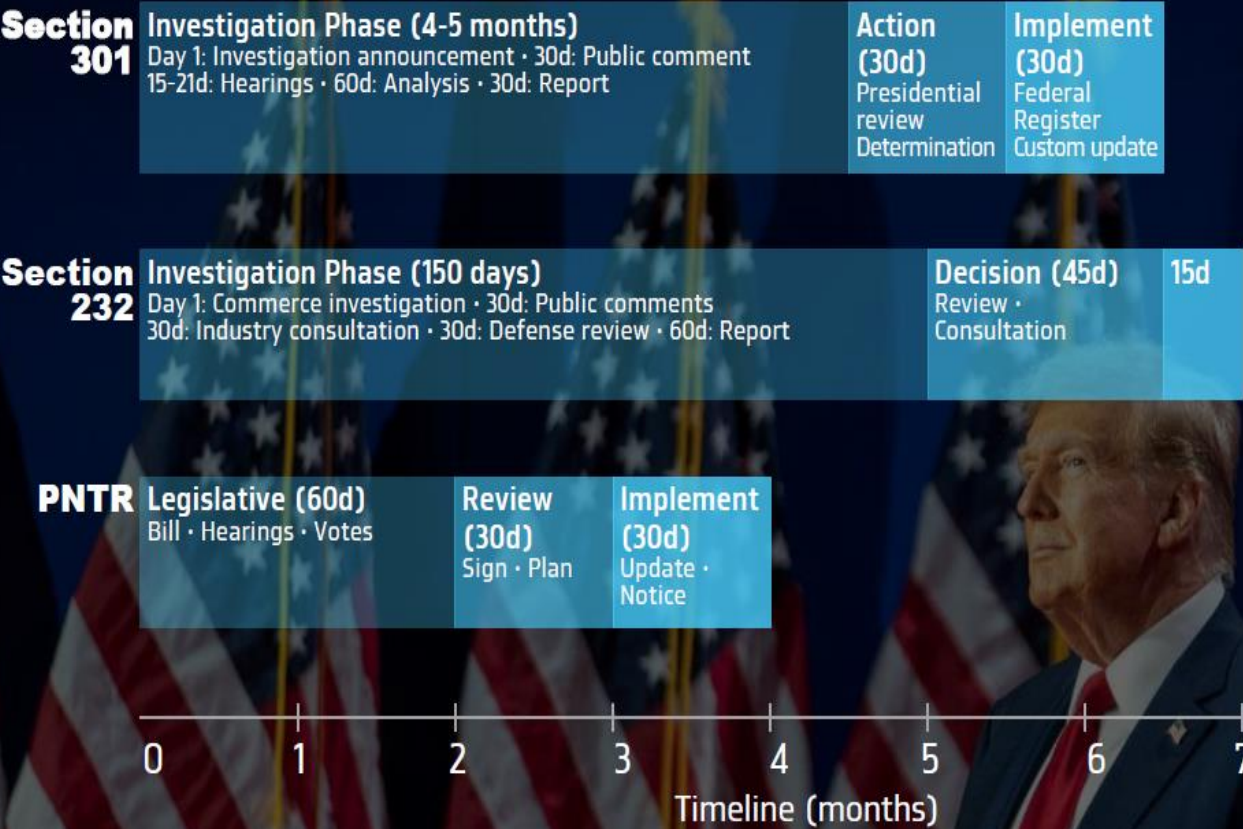 Section
301
Investigation Phase (4-5 months)
Day 1: Investigation announcement · 30d: Public comment
15-21d: Hearings · 60d: Analysis · 30d: Report
Action
(30d)
Presidential
review
Determination
Implement
(30d)
Federal
Register
Custom update
Section
232
Investigation Phase (150 days)
Day 1: Commerce investigation · 30d: Public comments
30d: Industry consultation · 30d: Defense review · 60d: Report
Decision (45d)
Review ·
Consultation
15d
PNTR
Legislative (60d)
Bill · Hearings · Votes
Review
(30d)
Sign · Plan
Implement
(30d)
Update ·
Notice
0 1 2 3 4 5 6 7
Timeline (months)